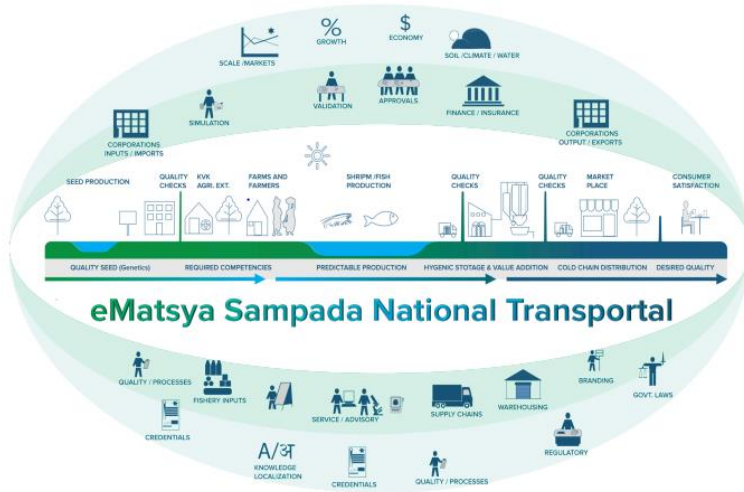 %
GROWTH
$
ECONOMY
SCALE /MARKETS
SOIL /CLIMATE / WATER
VALIDATION
APPROVALS
SIMULATION
FINANCE / INSURANCE
CORPORATIONS
INPUTS / IMPORTS
CORPORATIONS
OUTPUT / EXPORTS
SEED PRODUCTION
QUALITY
CHECKS
KVK
AGRI. EXT.
FARMS AND
FARMERS
SHRIPM /FISH
PRODUCTION
QUALITY
CHECKS
QUALITY
CHECKS
MARKET
PLACE
CONSUMER
SATISFACTION
QUALITY SEED (Genetics)
REQUIRED COMPETENCIES
PREDICTABLE PRODUCTION
HYGENIC STOTAGE & VALUE ADDITION
COLD CHAIN DISTRIBUTION
DESIRED QUALITY
eMatsya Sampada National Transportal
QUALITY / PROCESSES
FISHERY INPUTS
SERVICE / ADVISORY
SUPPLY CHAINS
WAREHOUSING
BRANDING
GOVT. LAWS
CREDENTIALS
A/अ
KNOWLEDGE
LOCALIZATION
CREDENTIALS
QUALITY / PROCESSES
REGULATORY